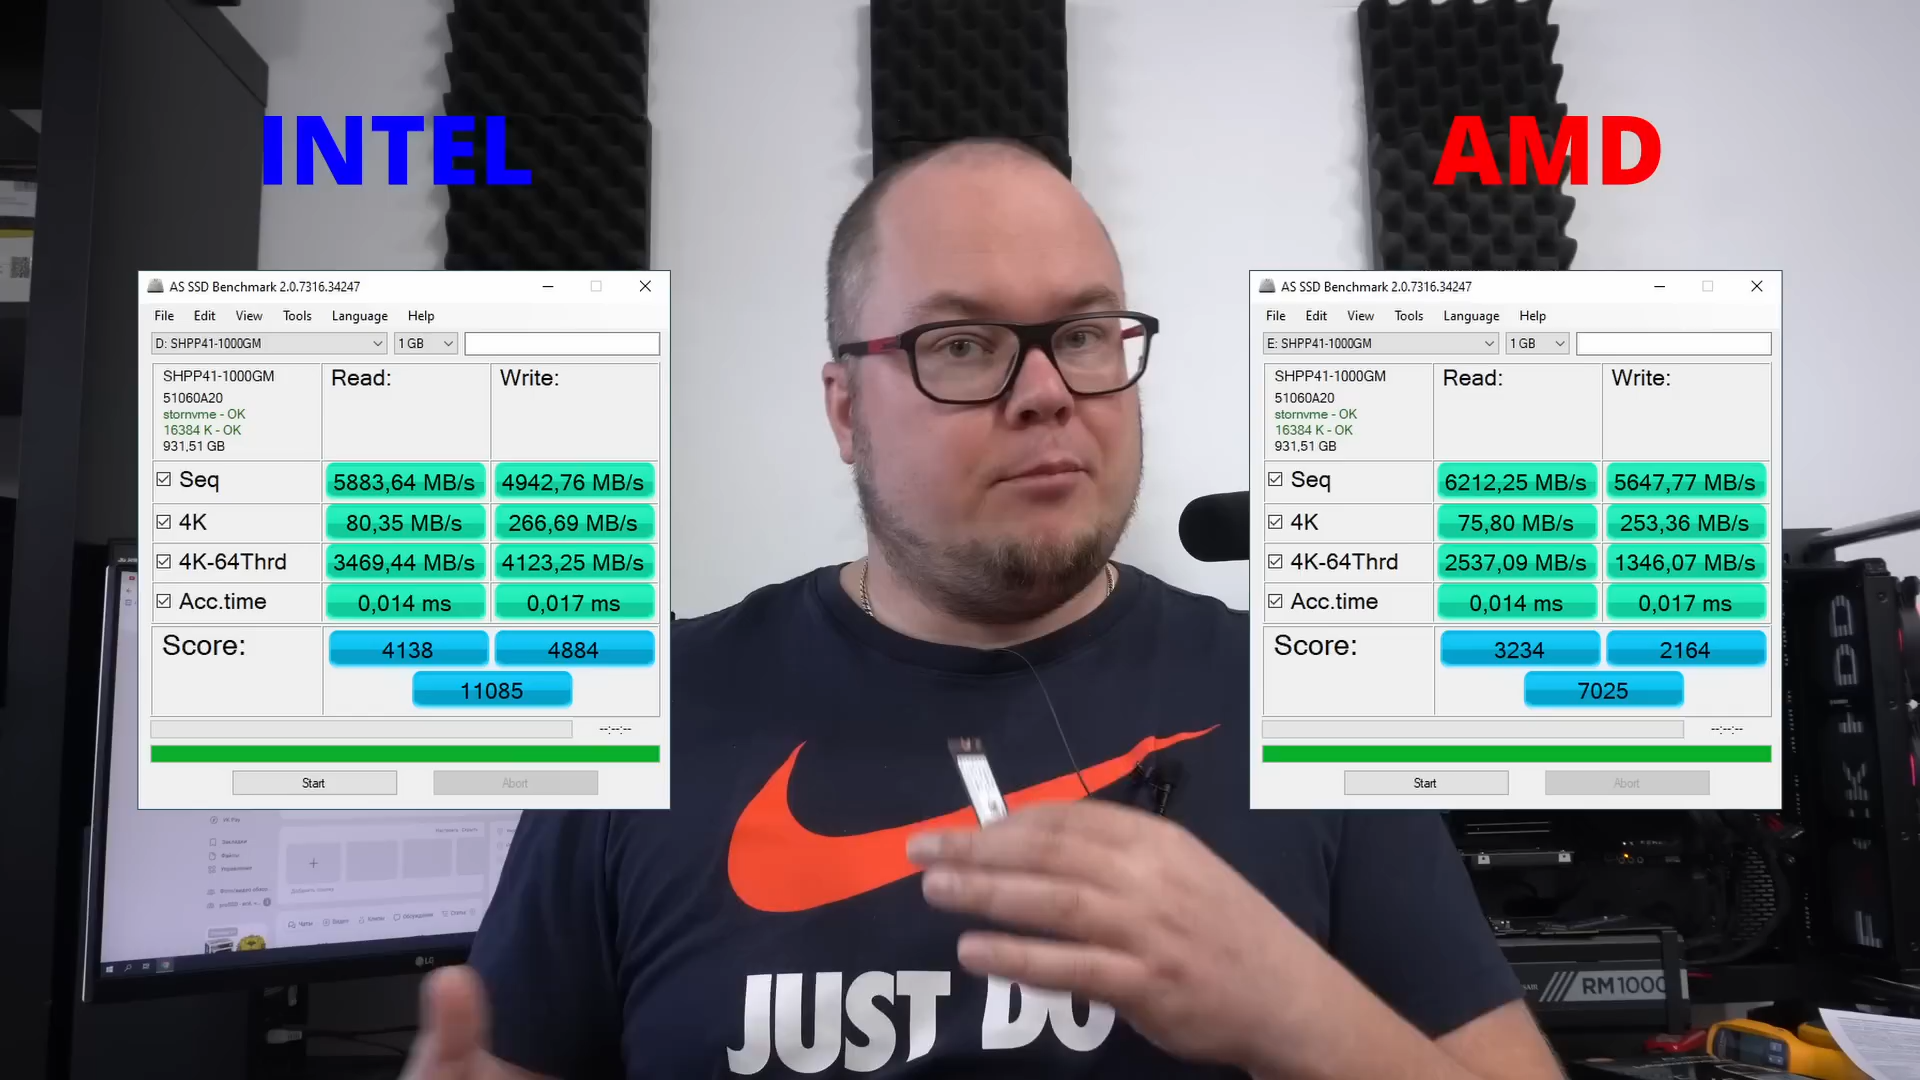 INTEL
AMD
AS SSD Benchmark 2.0.7316.34247
File Edit View Tools Language Help
D: SHPP41-1000GM 1 GB
SHPP41-1000GM
51060A20
stornvme - OK
16384 K - OK
931,51 GB
Read: Write:
Seq 5883,64 MB/s 4942,76 MB/s
4K 80,35 MB/s 266,69 MB/s
4K-64Thrd 3469,44 MB/s 4123,25 MB/s
Acc.time 0,014 ms 0,017 ms
Score: 4138 4884
11085
--:--:--
Start Abort
AS SSD Benchmark 2.0.7316.34247
File Edit View Tools Language Help
E: SHPP41-1000GM 1 GB
SHPP41-1000GM
51060A20
stornvme - OK
16384 K - OK
931,51 GB
Read: Write:
Seq 6212,25 MB/s 5647,77 MB/s
4K 75,80 MB/s 253,36 MB/s
4K-64Thrd 2537,09 MB/s 1346,07 MB/s
Acc.time 0,014 ms 0,017 ms
Score: 3234 2164
7025
--:--:--
Start Abort
JUST DO
LG
RM1000